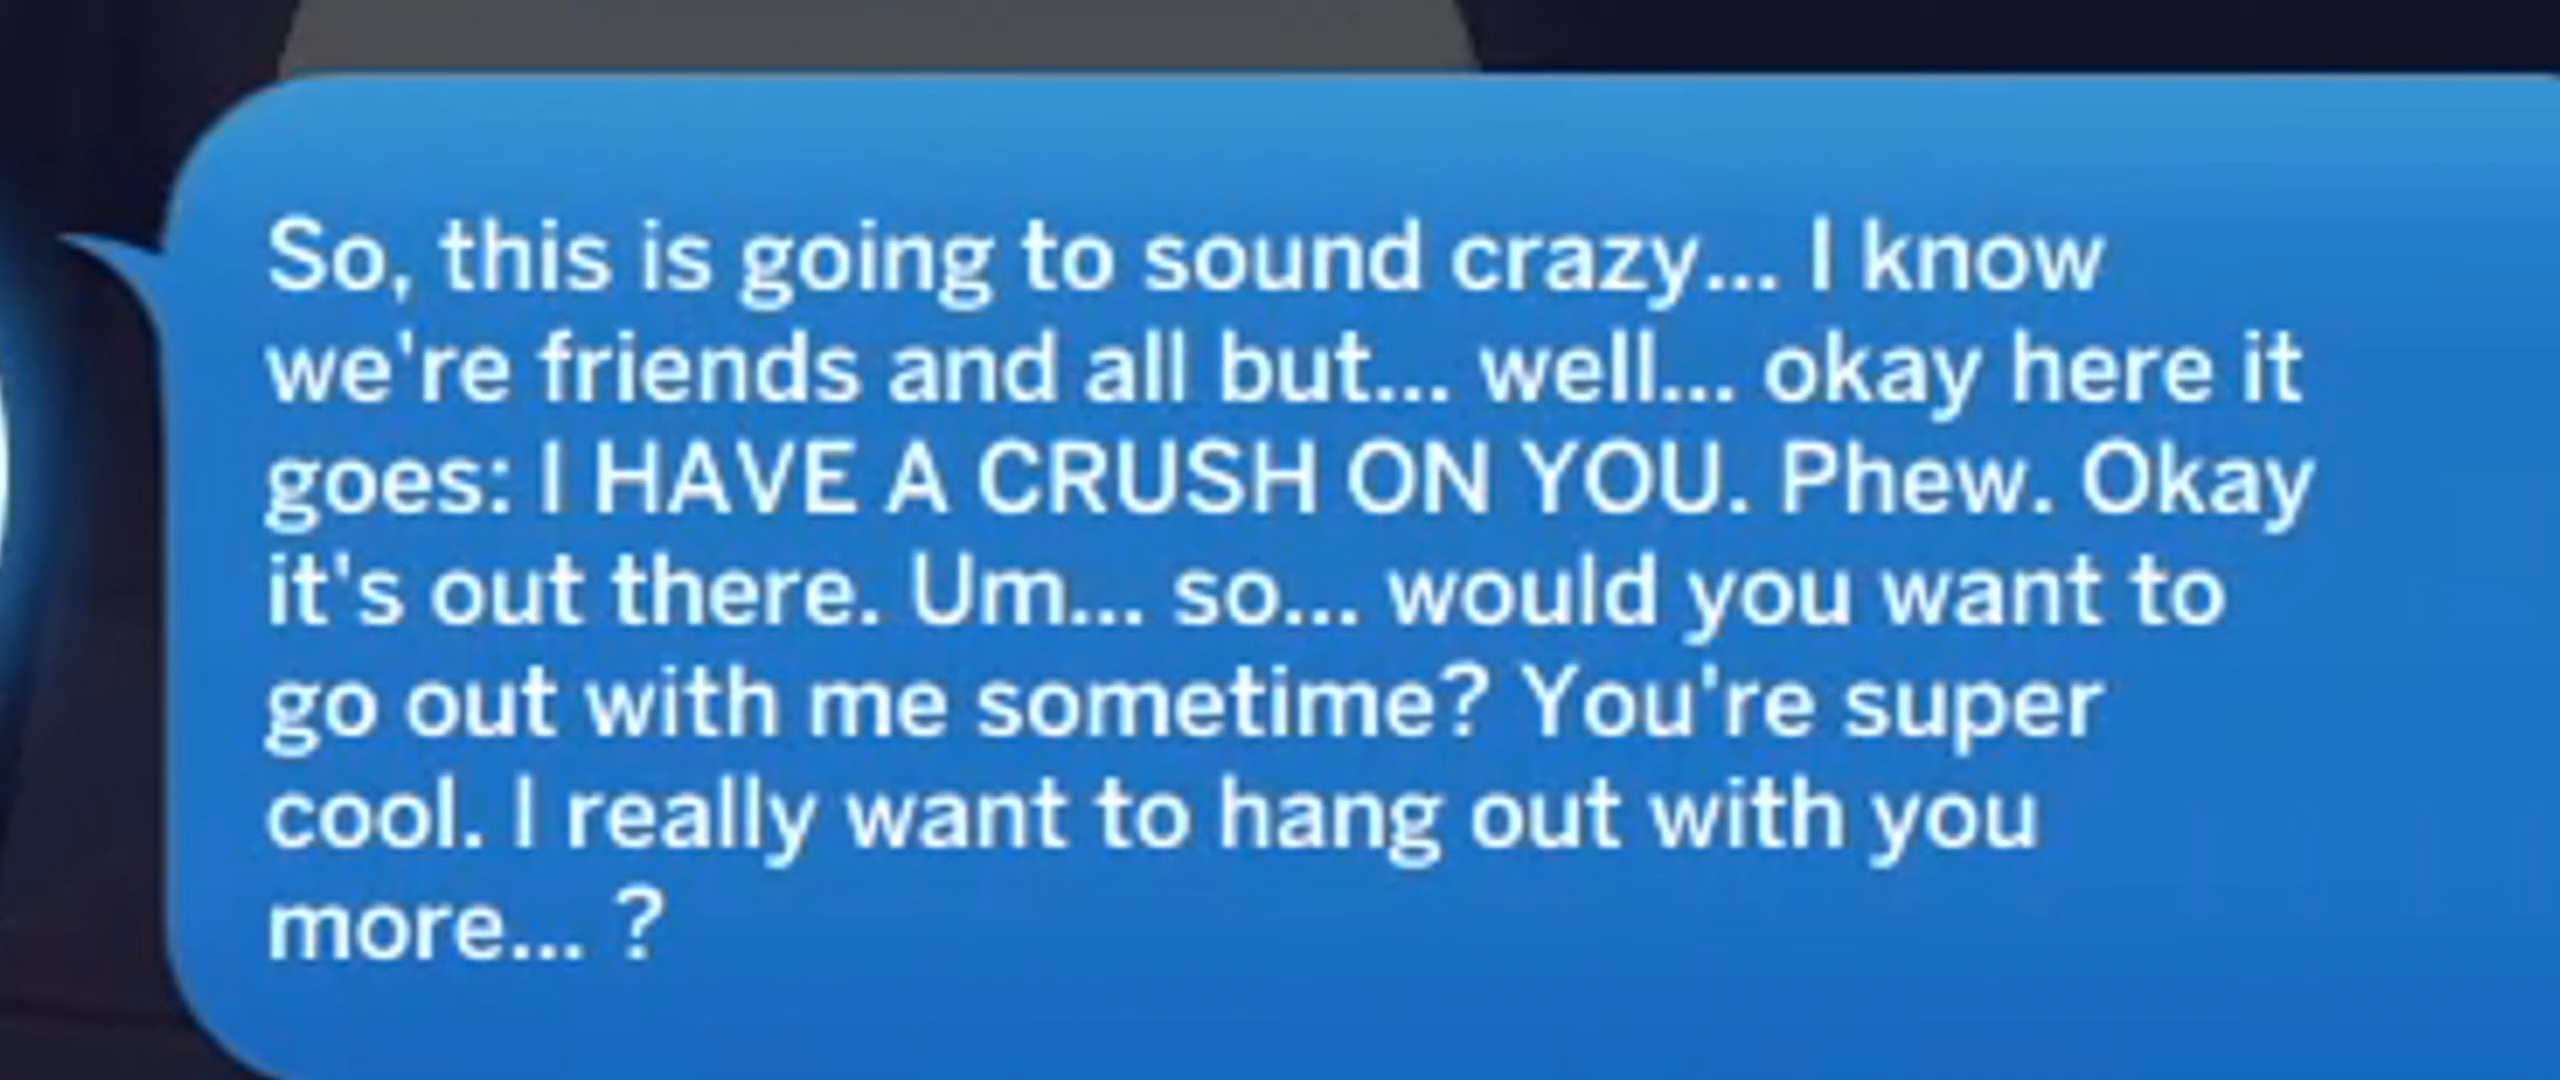 So, this is going to sound crazy... I know
we're friends and all but... well... okay here it
goes: I HAVE A CRUSH ON YOU. Phew. Okay
it's out there. Um... so... would you want to
go out with me sometime? You're super
cool. I really want to hang out with you
more... ?